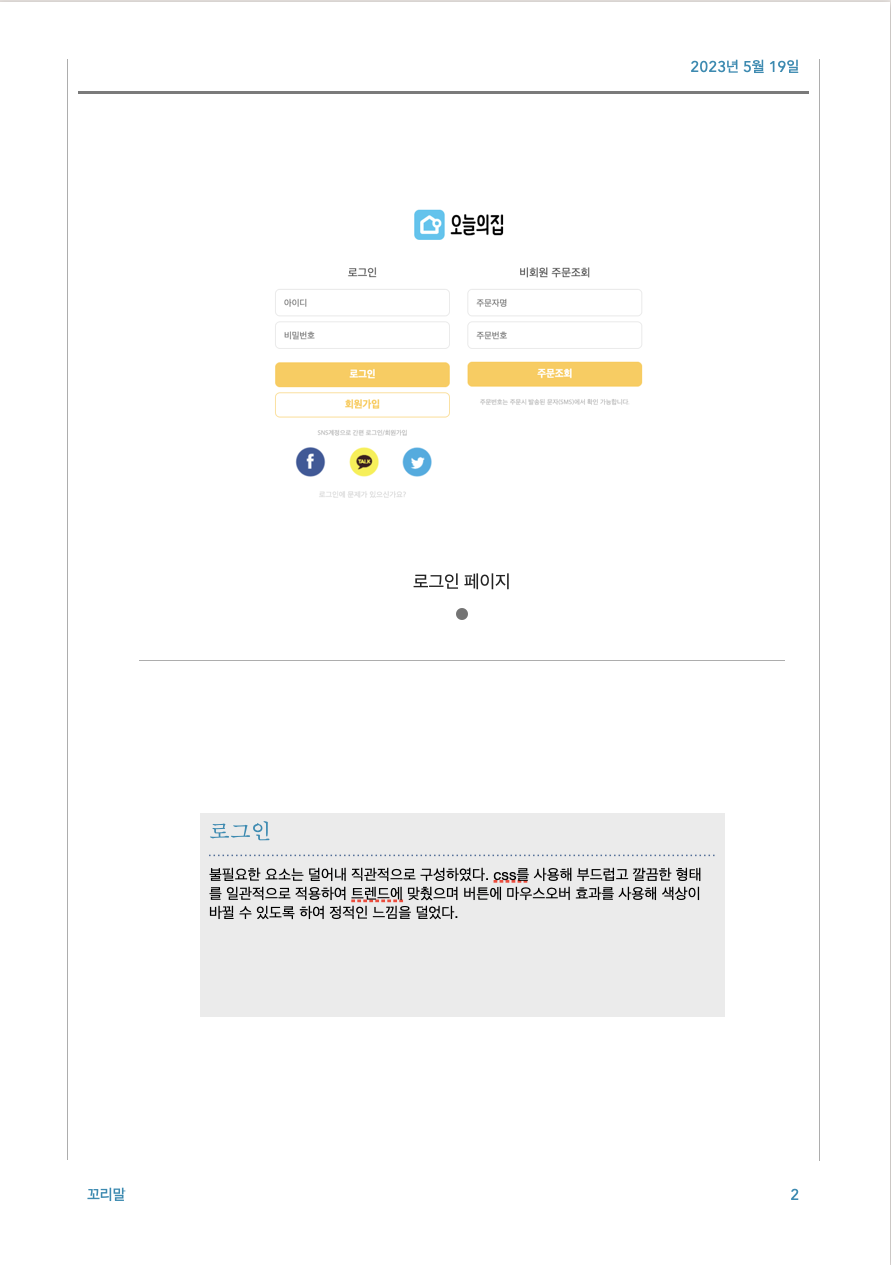 2023년 5월 19일
오늘의집
로그인
비회원 주문조회
아이디
주문자명
비밀번호
주문번호
로그인
주문조회
회원가입
주문번호는 주문시 발송된 문자(SMS)에서 확인 가능합니다.
SNS계정으로 간편 로그인/회원가입
f
TALK
로그인에 문제가 있으신가요?
로그인 페이지
로그인
불필요한 요소는 덜어내 직관적으로 구성하였다. css를 사용해 부드럽고 깔끔한 형태
를 일관적으로 적용하여 트렌드에 맞췄으며 버튼에 마우스오버 효과를 사용해 색상이
바뀔 수 있도록 하여 정적인 느낌을 덜었다.
꼬리말
2